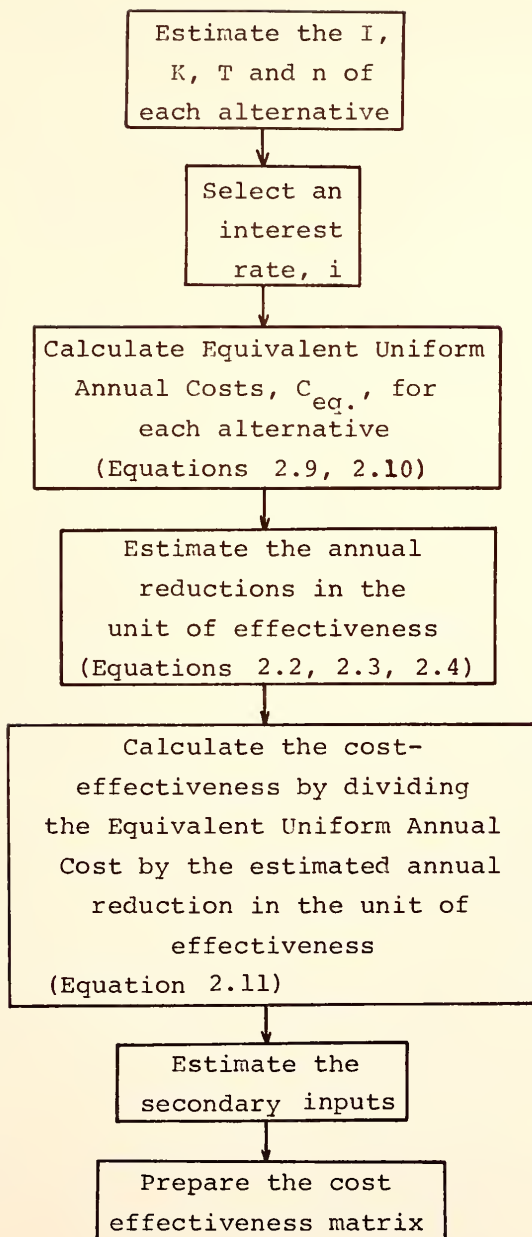 Estimate the I,
K, T and n of
each alternative
Select an
interest
rate, i
Calculate Equivalent Uniform
Annual Costs, Ceq., for
each alternative
(Equations 2.9, 2.10)
Estimate the annual
reductions in the
unit of effectiveness
(Equations 2.2, 2.3, 2.4)
Calculate the cost-
effectiveness by dividing
the Equivalent Uniform Annual
Cost by the estimated annual
reduction in the unit of
effectiveness
(Equation 2.11)
Estimate the
secondary inputs
Prepare the cost
effectiveness matrix